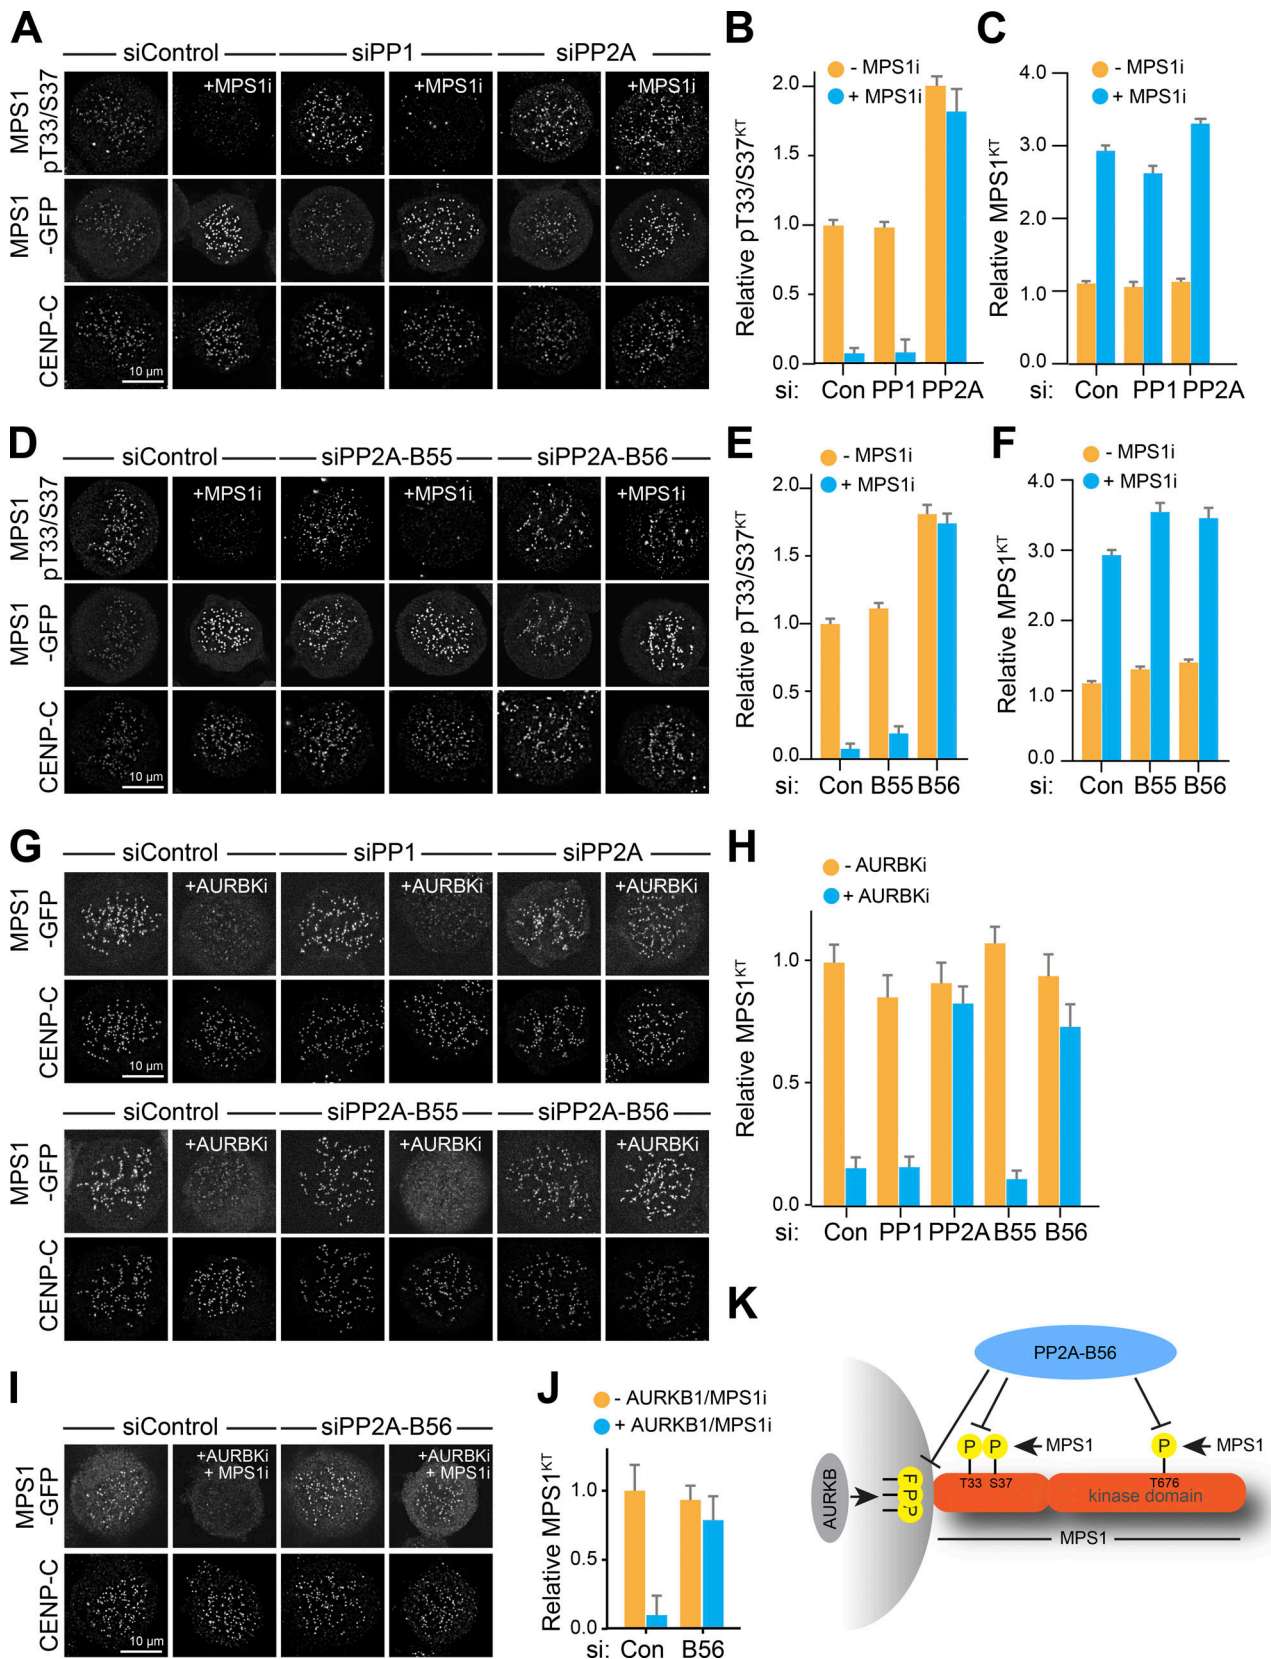 A
siControl siPP1 siPP2A
MPS1
pT33/S37
+MPS1i +MPS1i +MPS1i
MPS1
-GFP
CENP-C
10 µm
B
- MPS1i
+ MPS1i
Relative pT33/S37KT
2.0
1.5
1.0
0.5
0.0
si: Con PP1 PP2A
C
- MPS1i
+ MPS1i
Relative MPS1KT
4.0
3.0
2.0
1.0
0.0
si: Con PP1 PP2A
D
siControl siPP2A-B55 siPP2A-B56
MPS1
pT33/S37
+MPS1i +MPS1i +MPS1i
MPS1
-GFP
CENP-C
10 µm
E
- MPS1i
+ MPS1i
Relative pT33/S37KT
2.0
1.5
1.0
0.5
0.0
si: Con B55 B56
F
- MPS1i
+ MPS1i
Relative MPS1KT
4.0
3.0
2.0
1.0
0.0
si: Con B55 B56
G
siControl siPP1 siPP2A
MPS1
-GFP
+AURBKi +AURBKi +AURBKi
CENP-C
10 µm
siControl siPP2A-B55 siPP2A-B56
MPS1
-GFP
+AURBKi +AURBKi +AURBKi
CENP-C
H
- AURBKi
+ AURBKi
Relative MPS1KT
1.0
0.5
0.0
si: Con PP1 PP2A B55 B56
I
siControl siPP2A-B56
MPS1
-GFP
+AURBKi
+ MPS1i
+AURBKi
+ MPS1i
CENP-C
10 µm
J
- AURKB1/MPS1i
+ AURKB1/MPS1i
Relative MPS1KT
1.0
1.0
0.0
si: Con B56
K
PP2A-B56
P P MPS1
P MPS1
T33 S37
T676
kinase domain
AURKB
MPS1